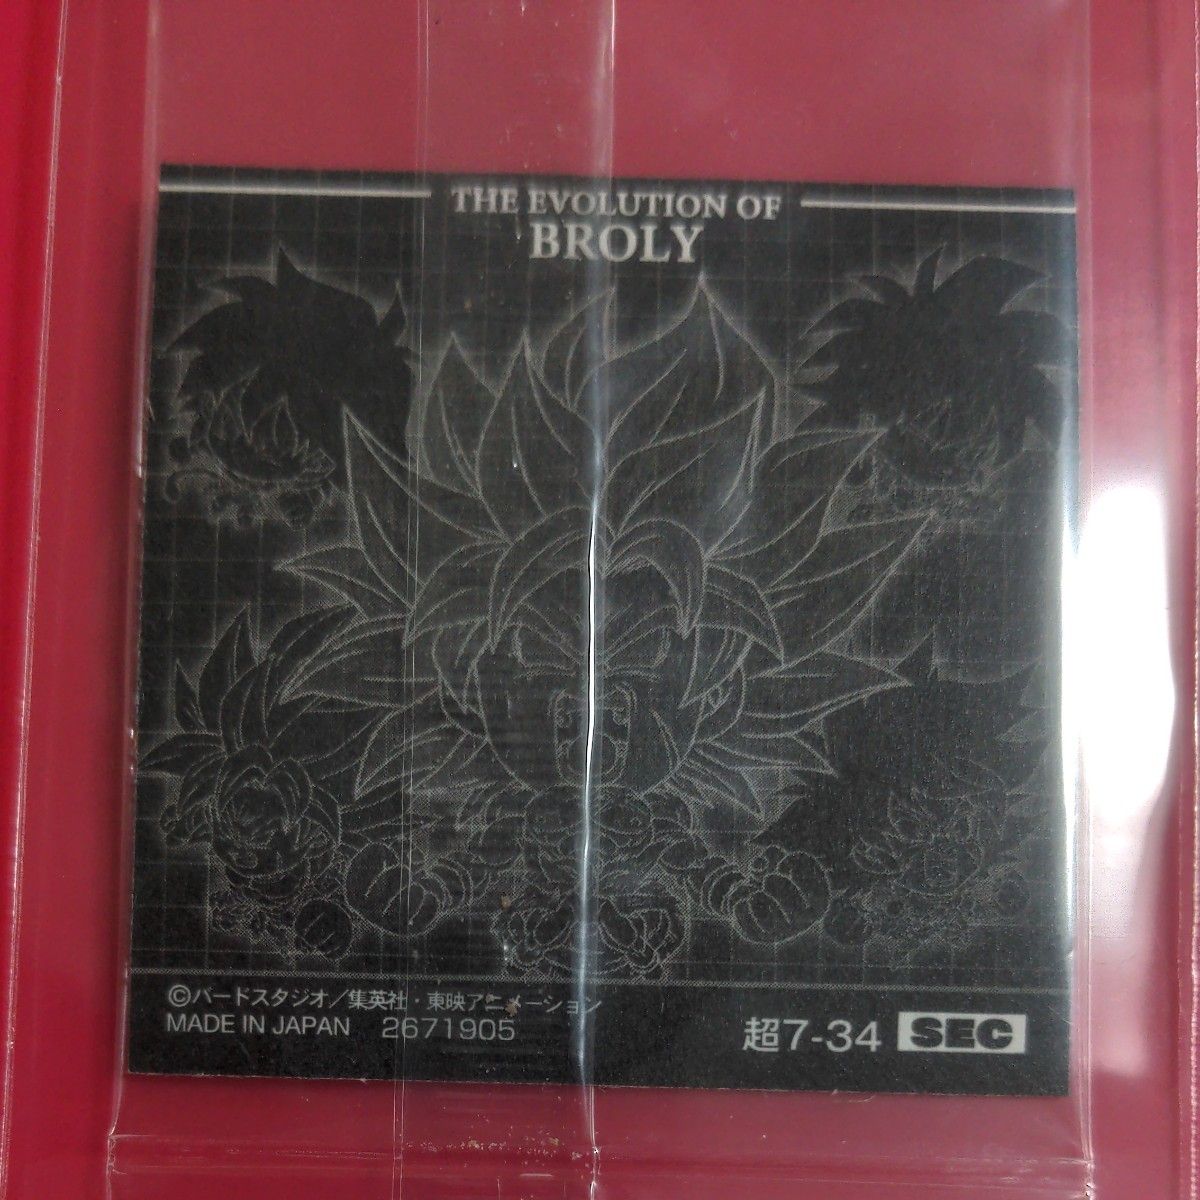 THE EVOLUTION OF
BROLY
©バードスタジオ／集英社・東映アニメーション
MADE IN JAPAN 2671905
超7-34 SEC